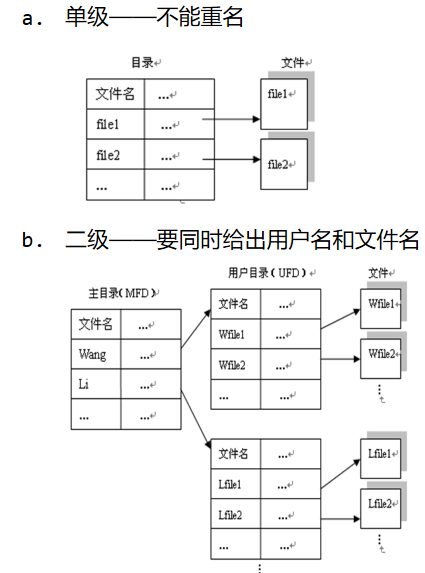 a. 单级——不能重名
目录↵ 文件↵
文件名 …↵
file1 …↵ file1↵
file2 …↵ file2↵
… …↵
b. 二级——要同时给出用户名和文件名
用户目录（UFD）↵ 文件↵
主目录（MFD）↵
文件名 …↵ Wfile1↵
文件名 …↵ Wfile1 …↵
Wang …↵ Wfile2 …↵ Wfile2↵
Li …↵ … …↵ ⋮
… …↵
文件名 …↵ Lfile1↵
Lfile1 …↵
Lfile2 …↵ Lfile2↵
… …↵ ⋮
⋮